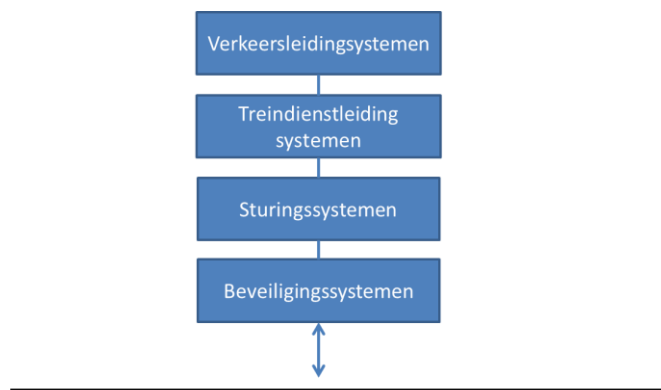 Verkeersleidingsystemen
Treindienstleiding
systemen
Sturingssystemen
Beveiligingssystemen